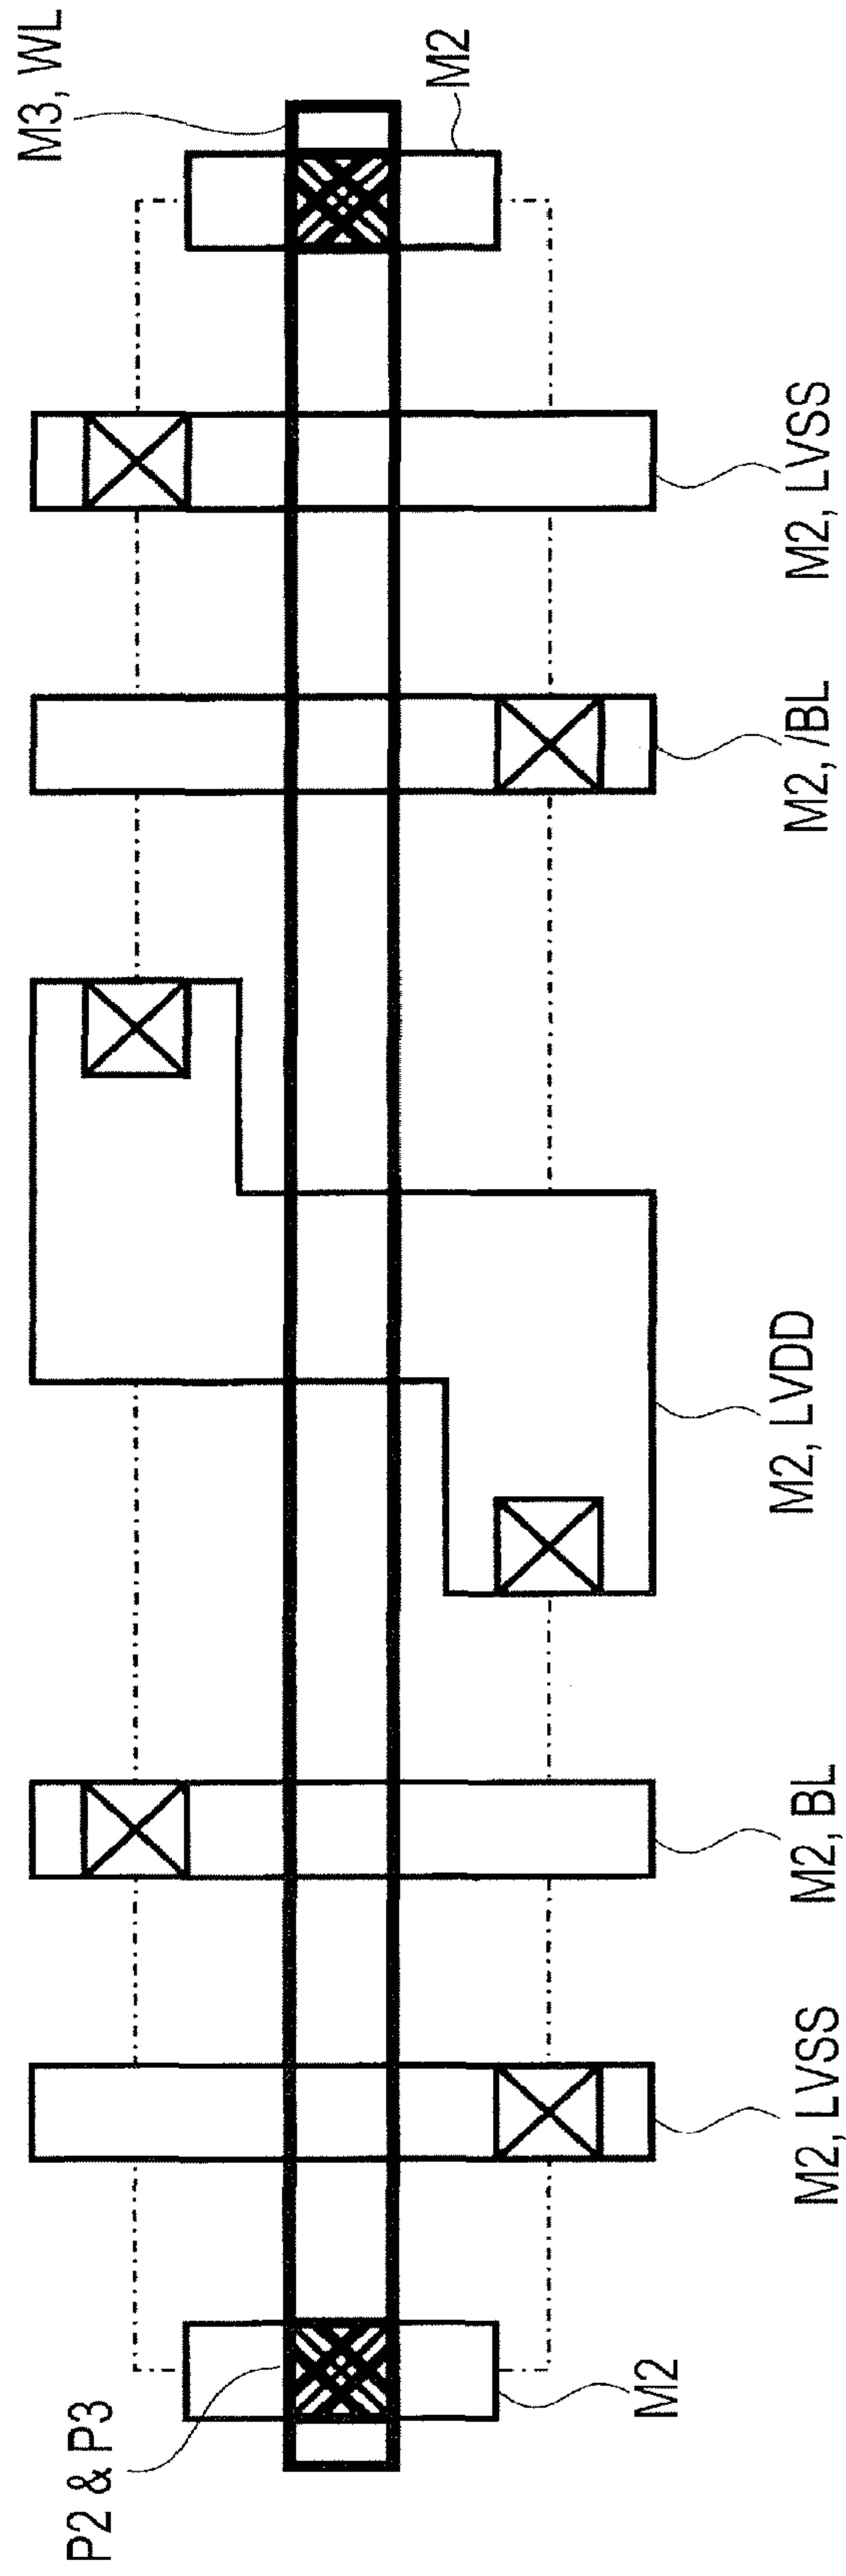 M3, WL
M2
M2, LVSS
M2, /BL
M2, LVDD
M2, BL
M2, LVSS
M2
P2 & P3